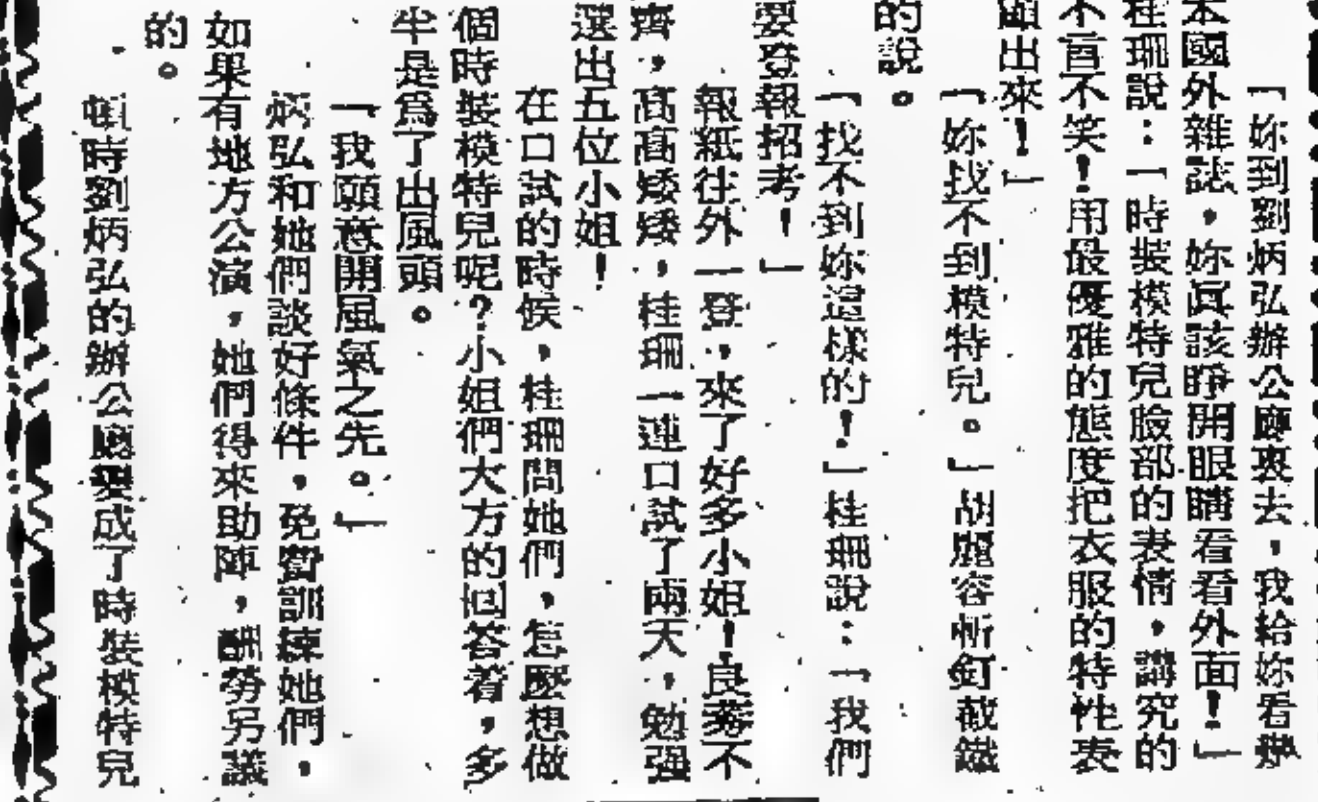 「妳到劉炳弘辦公廳裏去,我給妳看幾
本國外雜誌,妳眞該睁開眼睛看看外面!」
桂珊說:「時裝模特兒臉部的表情,講究的
不言不笑!用最優雅的態度把衣服的特性表
顯出來!」
「妳找不到模特兒。」胡麗容斬釘截鐵
的說。
「找不到妳這樣的!」桂珊說:「我們
要登報招考!」
報紙往外一登,來了好多小姐!良莠不
齊,高高矮矮,桂珊一連口試了兩天,勉强
選出五位小姐!
在口試的時候,桂珊問她們,怎麽想做
個時裝模特兒呢?小姐們大方的囘答着,多
半是爲了出風頭。
「我願意開風氣之先。」
炳弘和她們談好條件,免費訓練她們,
如果有地方公演,她們得來助陣,酬勞另議
的。
頓時劉炳弘的辦公廳變成了時裝模特兒